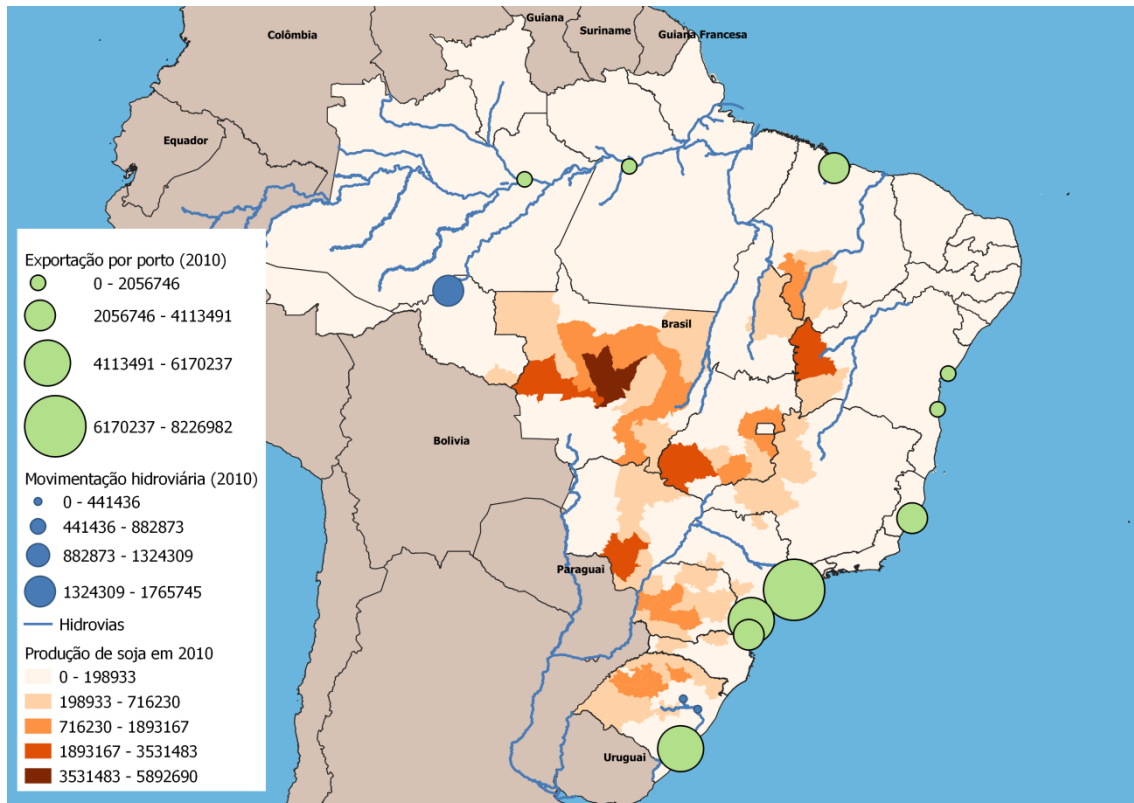 Guiana
Colômbia
Suriname
Guiana Francesa
Equador
Brasil
Bolivia
Paraguai
Uruguai
Exportação por porto (2010)
0 - 2056746
2056746 - 4113491
4113491 - 6170237
6170237 - 8226982
Movimentação hidroviária (2010)
0 - 441436
441436 - 882873
882873 - 1324309
1324309 - 1765745
Hidrovias
Produção de soja em 2010
0 - 198933
198933 - 716230
716230 - 1893167
1893167 - 3531483
3531483 - 5892690